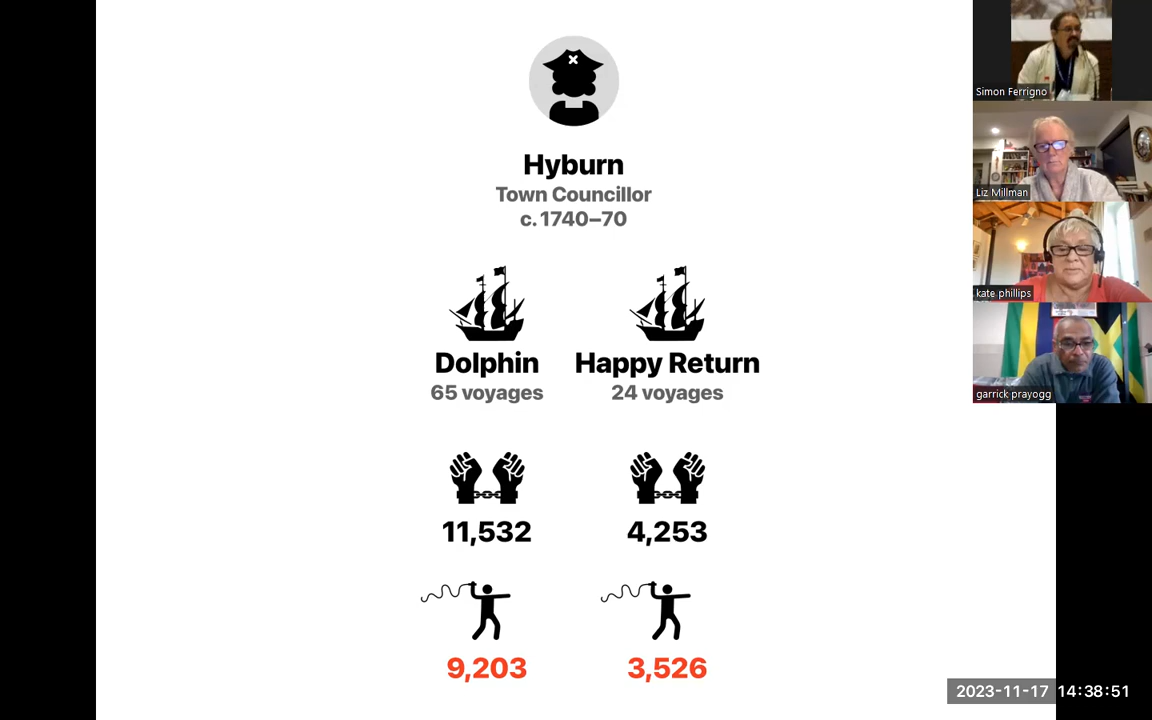 Hyburn
Town Councillor
c. 1740–70
Dolphin
65 voyages
Happy Return
24 voyages
11,532
4,253
9,203
3,526
Simon Ferrigno
Liz Millman
kate phillips
garrick prayogg
2023-11-17 14:38:51